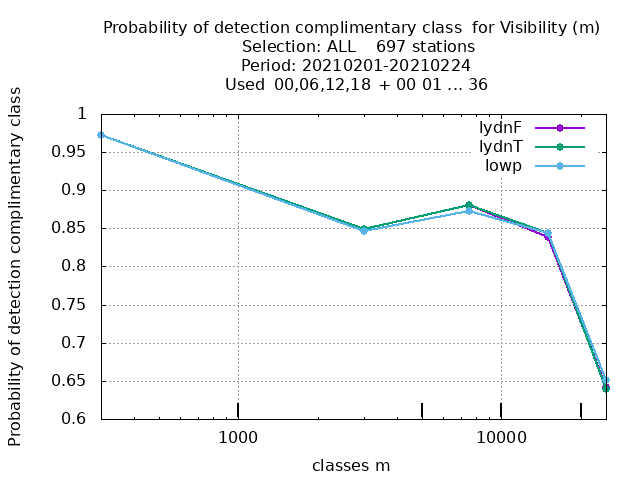 Probability of detection complimentary class  for Visibility (m)
Selection: ALL    697 stations
Period: 20210201-20210224
Used  00,06,12,18 + 00 01 ... 36
Probability of detection complimentary class
1
0.95
0.9
0.85
0.8
0.75
0.7
0.65
0.6
lydnF
lydnT
lowp
1000
10000
classes m